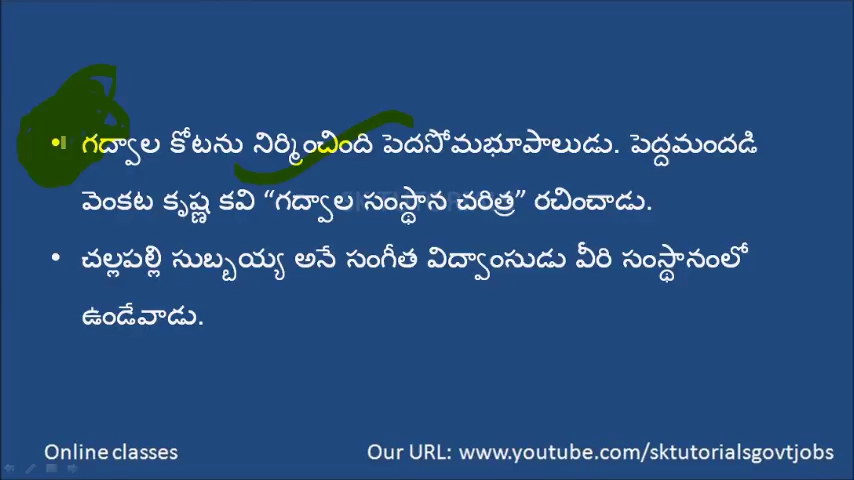 • గద్వాల కోటను నిర్మించింది పెదసోమభూపాలుడు. పెద్దమందడి
వెంకట కృష్ణ కవి “గద్వాల సంస్థాన చరిత్ర” రచించాడు.
• చల్లపల్లి సుబ్బయ్య అనే సంగీత విద్వాంసుడు వీరి సంస్థానంలో
ఉండేవాడు.
Online classes
Our URL: www.youtube.com/sktutorialsgovtjobs